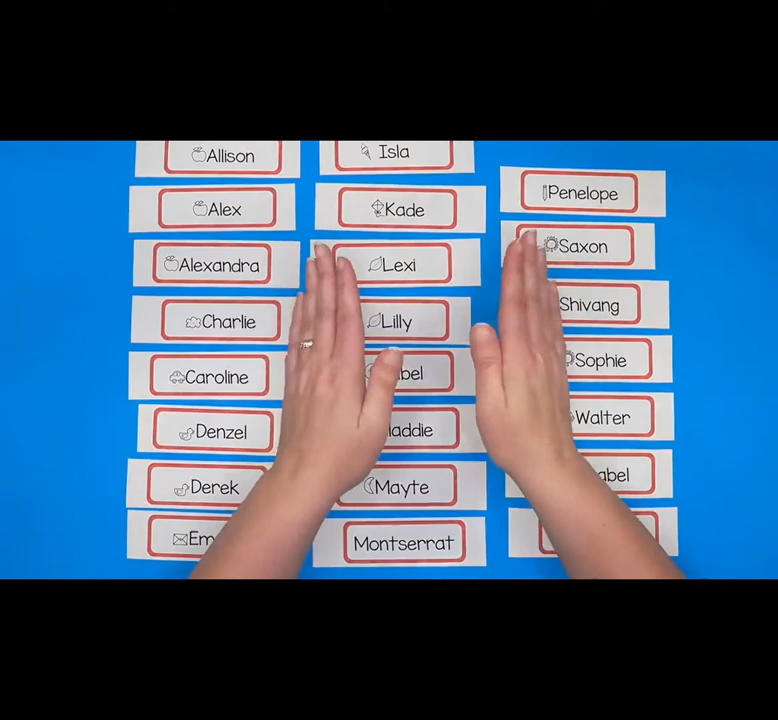 Allison
Alex
Alexandra
Charlie
Caroline
Denzel
Derek
Isla
Kade
Lexi
Lilly
Mayte
Montserrat
Penelope
Saxon
Shivang
Sophie
Walter